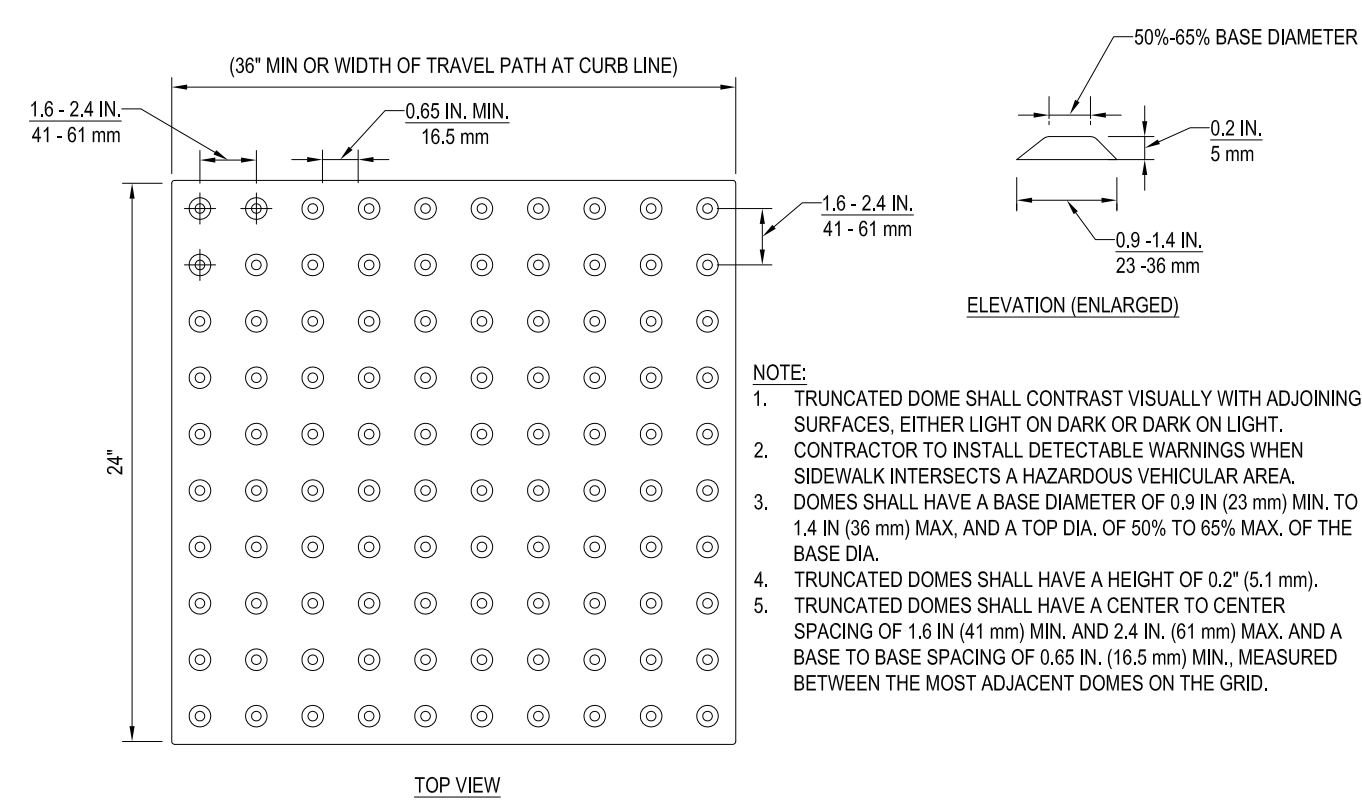 50%-65% BASE DIAMETER
(36" MIN OR WIDTH OF TRAVEL PATH AT CURB LINE)
1.6 - 2.4 IN.
41 - 61 mm
0.65 IN. MIN.
16.5 mm
0.2 IN.
5 mm
1.6 - 2.4 IN.
41 - 61 mm
0.9 -1.4 IN.
23 -36 mm
ELEVATION (ENLARGED)
24"
NOTE:
1. TRUNCATED DOME SHALL CONTRAST VISUALLY WITH ADJOINING
SURFACES, EITHER LIGHT ON DARK OR DARK ON LIGHT.
2. CONTRACTOR TO INSTALL DETECTABLE WARNINGS WHEN
SIDEWALK INTERSECTS A HAZARDOUS VEHICULAR AREA.
3. DOMES SHALL HAVE A BASE DIAMETER OF 0.9 IN (23 mm) MIN. TO
1.4 IN (36 mm) MAX, AND A TOP DIA. OF 50% TO 65% MAX. OF THE
BASE DIA.
4. TRUNCATED DOMES SHALL HAVE A HEIGHT OF 0.2" (5.1 mm).
5. TRUNCATED DOMES SHALL HAVE A CENTER TO CENTER
SPACING OF 1.6 IN (41 mm) MIN. AND 2.4 IN. (61 mm) MAX. AND A
BASE TO BASE SPACING OF 0.65 IN. (16.5 mm) MIN., MEASURED
BETWEEN THE MOST ADJACENT DOMES ON THE GRID.
TOP VIEW